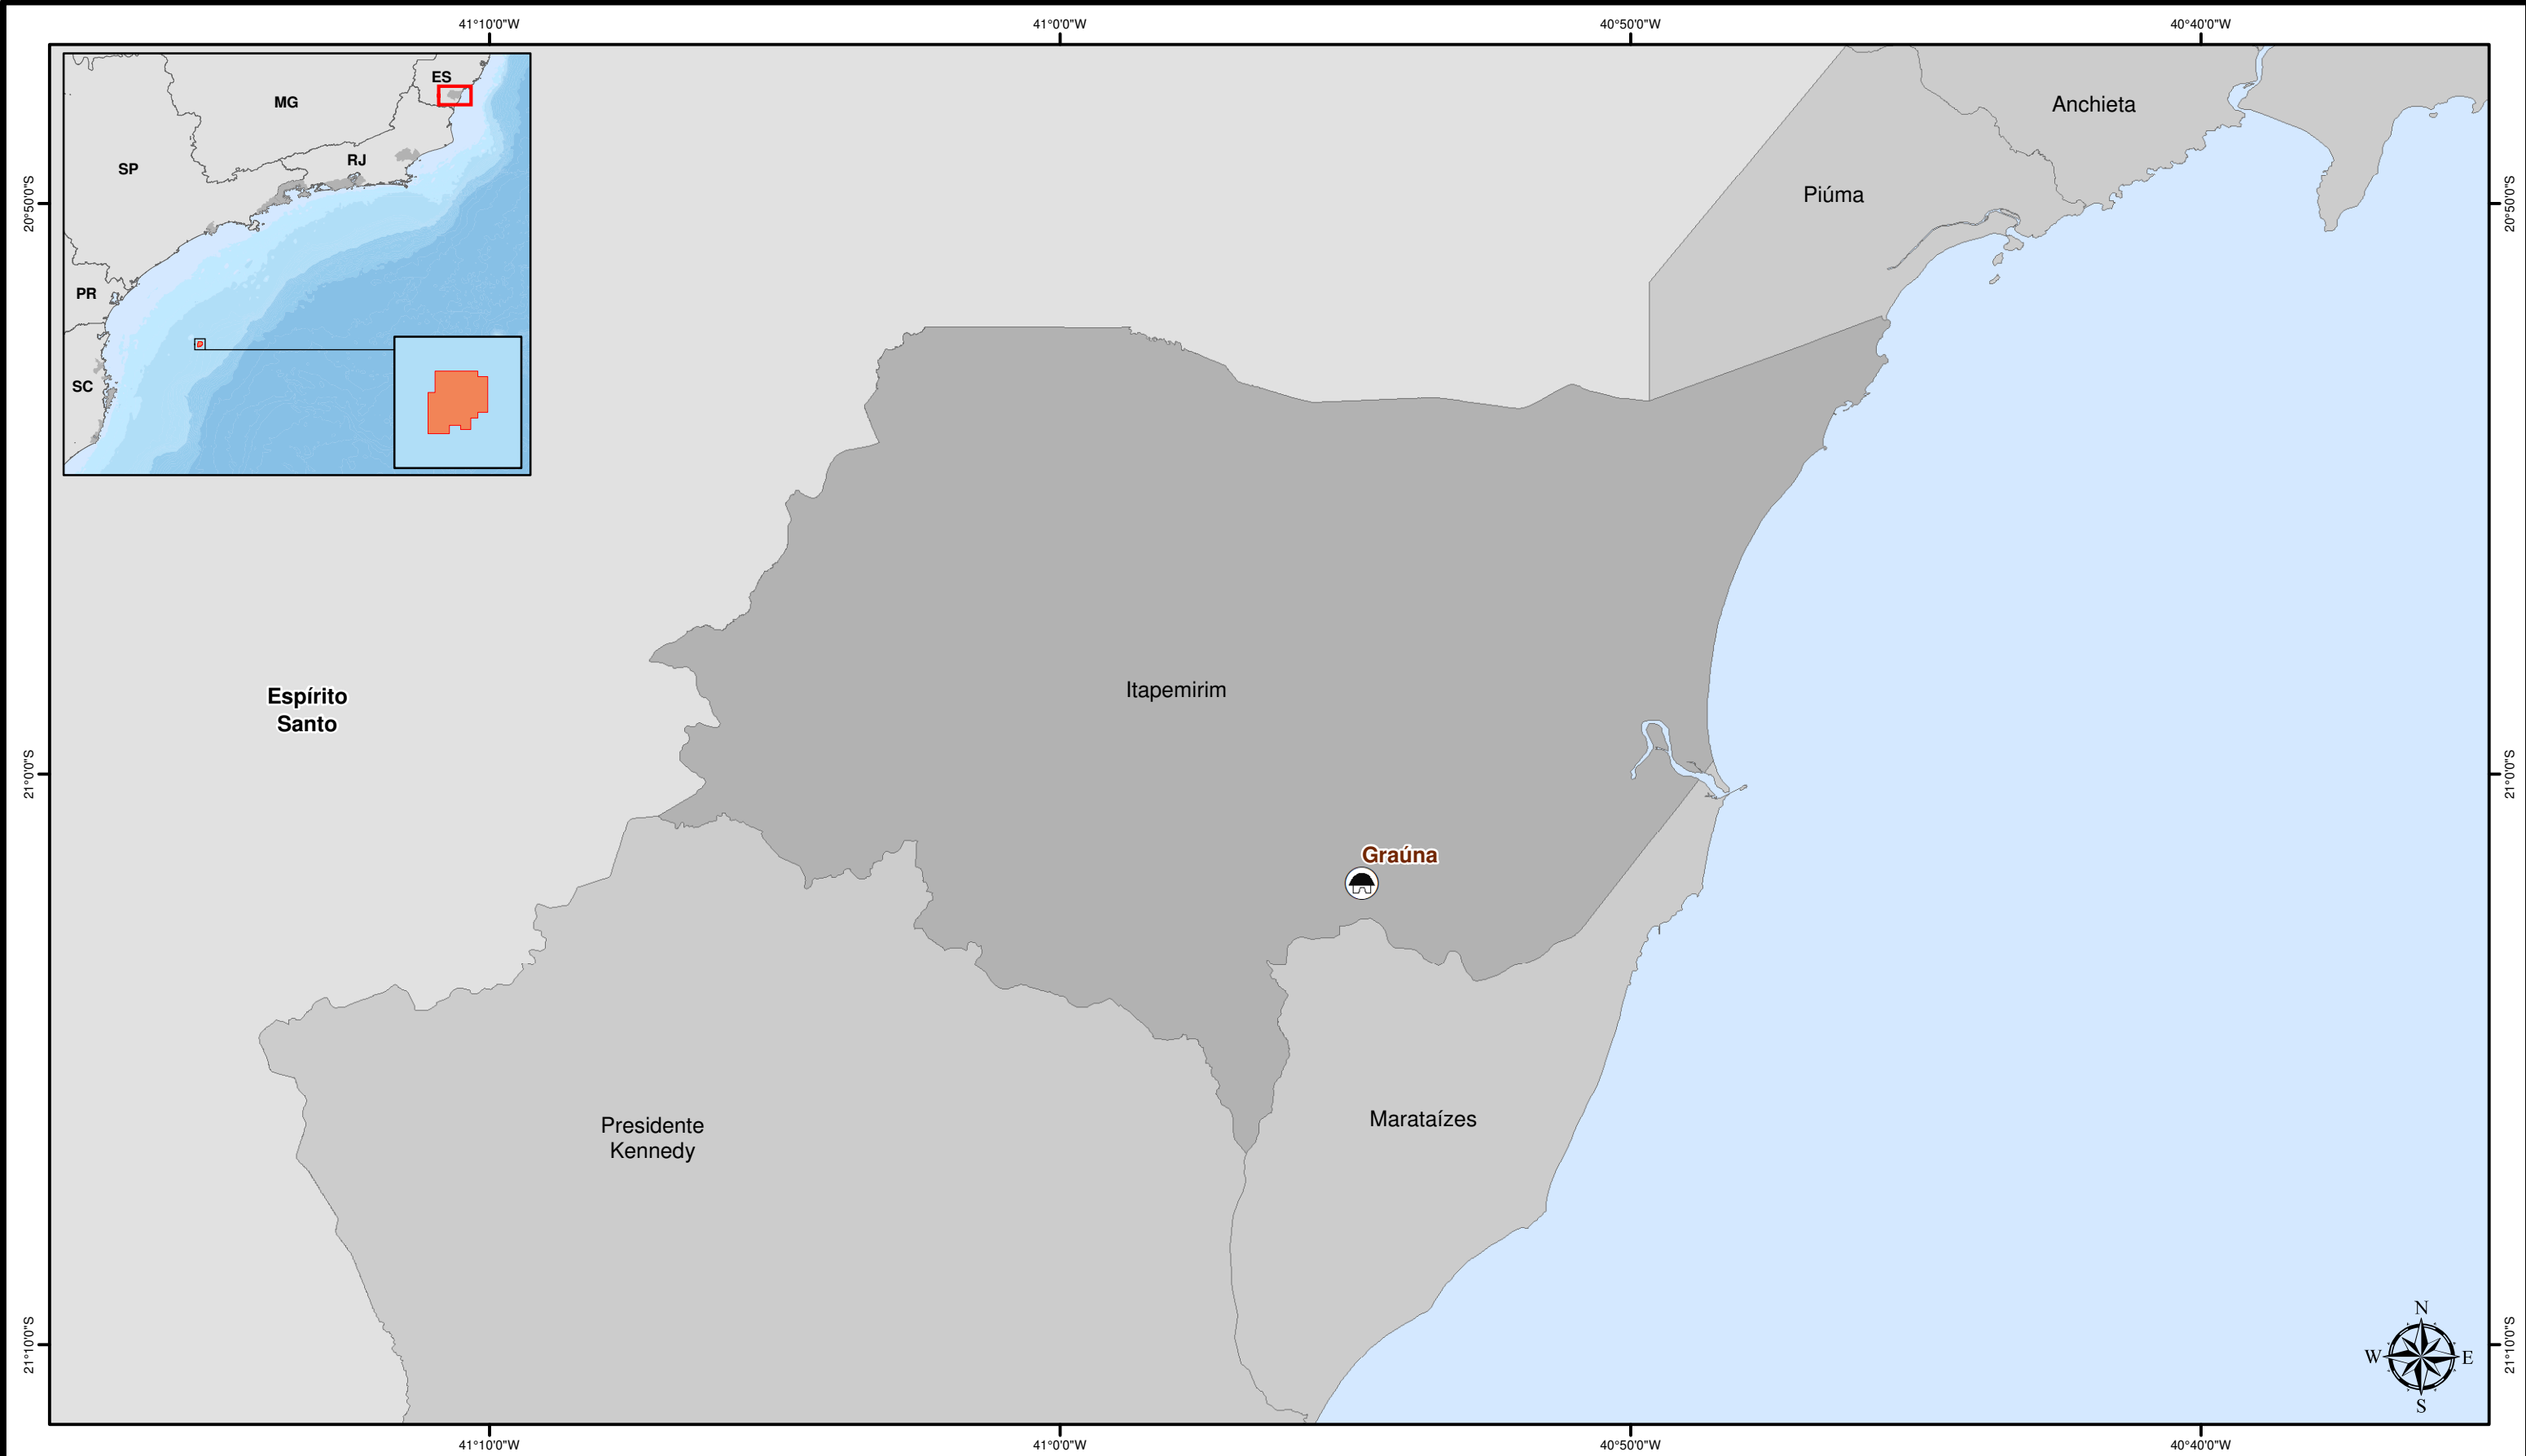 41°10'0"W
41°0'0"W
40°50'0"W
40°40'0"W
ES
MG
Anchieta
RJ
SP
Piúma
20°50'0"S
20°50'0"S
PR
SC
Itapemirim
Espírito
Santo
21°0'0"S
21°0'0"S
Graúna
Presidente
Kennedy
Marataízes
21°10'0"S
21°10'0"S
N
W
E
S
41°10'0"W
41°0'0"W
40°50'0"W
40°40'0"W